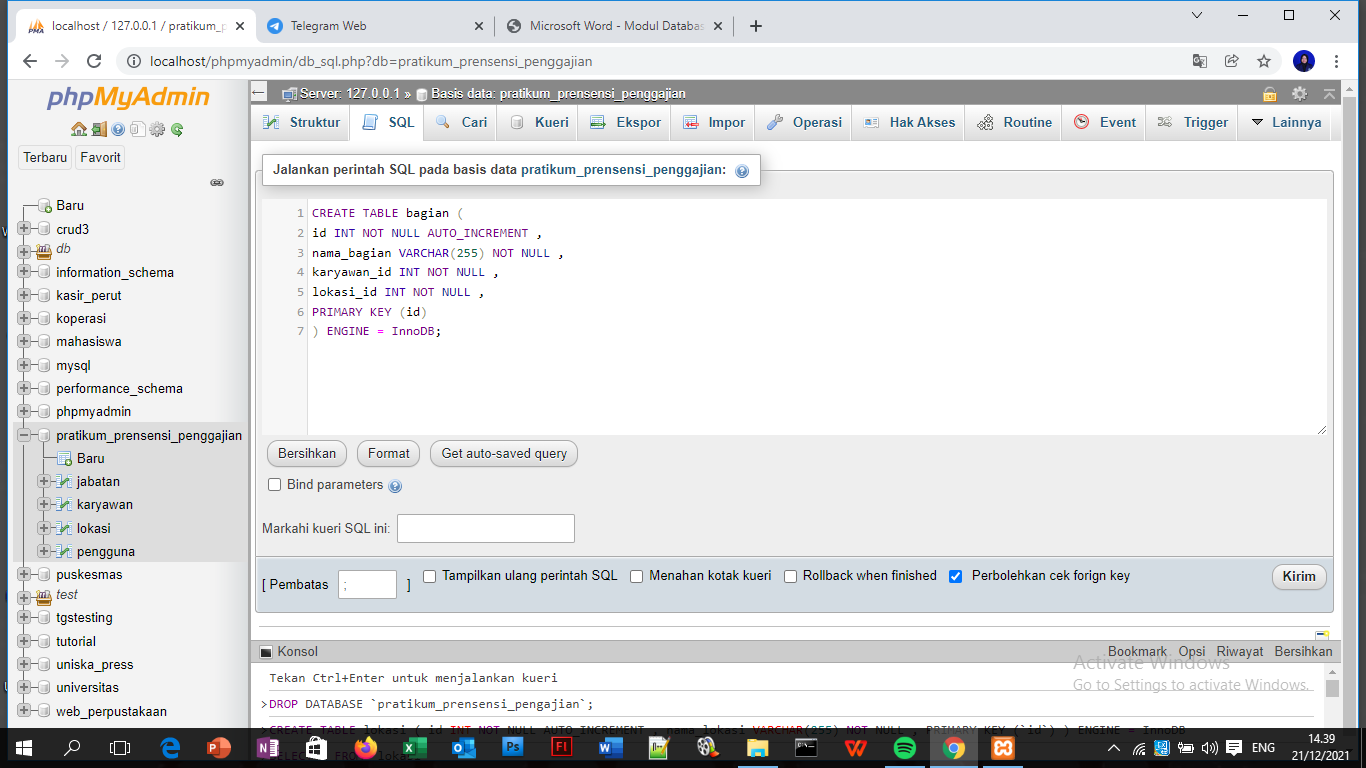 localhost / 127.0.0.1 / pratikum_p
Telegram Web
Microsoft Word - Modul Databas
localhost/phpmyadmin/db_sql.php?db=pratikum_prensensi_penggajian
phpMyAdmin
Terbaru
Favorit
Baru
crud3
db
information_schema
kasir_perut
koperasi
mahasiswa
mysql
performance_schema
phpmyadmin
pratikum_prensensi_penggajian
Baru
jabatan
karyawan
lokasi
pengguna
puskesmas
test
tgstesting
tutorial
uniska_press
universitas
web_perpustakaan
Server: 127.0.0.1 » Basis data: pratikum_prensensi_penggajian
Struktur
SQL
Cari
Kueri
Ekspor
Impor
Operasi
Hak Akses
Routine
Event
Trigger
Lainnya
Jalankan perintah SQL pada basis data pratikum_prensensi_penggajian:
1 CREATE TABLE bagian (
2 id INT NOT NULL AUTO_INCREMENT ,
3 nama_bagian VARCHAR(255) NOT NULL ,
4 karyawan_id INT NOT NULL ,
5 lokasi_id INT NOT NULL ,
6 PRIMARY KEY (id)
7 ) ENGINE = InnoDB;
Bersihkan
Format
Get auto-saved query
Bind parameters
Markahi kueri SQL ini:
[ Pembatas ; ]
Tampilkan ulang perintah SQL
Menahan kotak kueri
Rollback when finished
Perbolehkan cek forign key
Kirim
Konsol
Bookmark Opsi Riwayat Bersihkan
Activate Windows
Go to Settings to activate Windows.
Tekan Ctrl+Enter untuk menjalankan kueri
>DROP DATABASE `pratikum_prensensi_pengajian`;
>CREATE TABLE lokasi ( id INT NOT NULL AUTO_INCREMENT , nama_lokasi VARCHAR(255) NOT NULL , PRIMARY KEY (`id`) ) ENGINE = InnoDB
ENG
14.39
21/12/2021